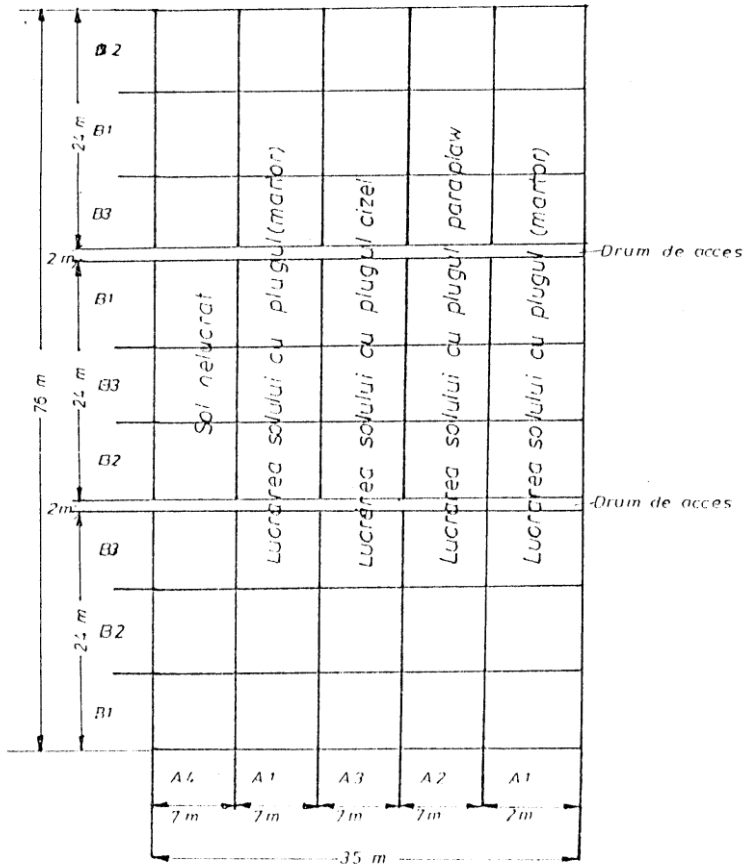 B2
24 m
B1
B3
2 m
Drum de acces
B1
75 m
24 m
B3
B2
2 m
Drum de acces
B3
24 m
B2
B1
Sol nelucrat
Lucrarea solului cu plugul (martor)
Lucrerea solului cu plugul cizel
Lucrarea solului cu plugul paraplaw
Lucrarea solului cu plugul (martor)
A4 A1 A3 A2 A1
7 m 7 m 7 m 7 m 7 m
35 m